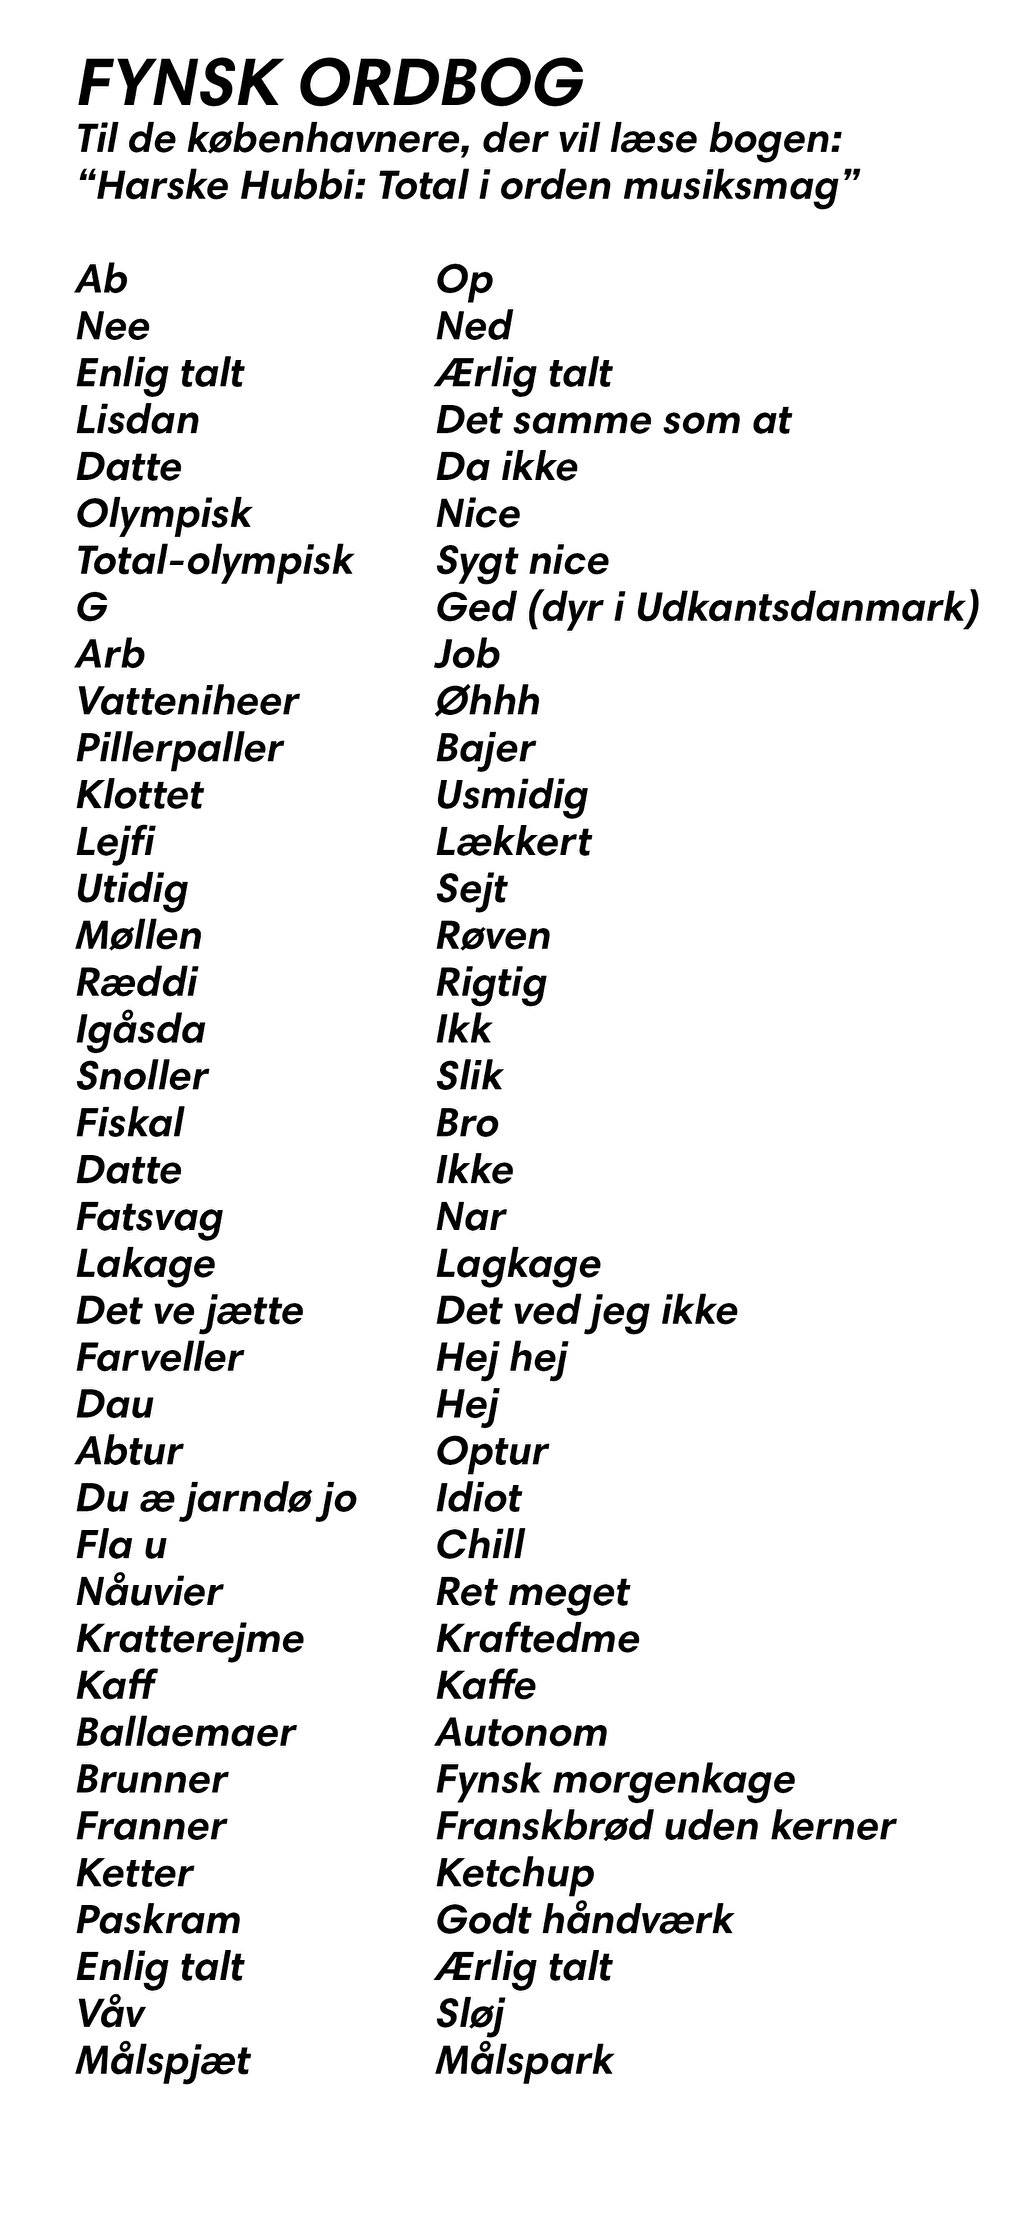 FYNSK ORDBOG
Til de københavnere, der vil læse bogen:
“Harske Hubbi: Total i orden musiksmag”
Ab Op
Nee Ned
Enlig talt Ærlig talt
Lisdan Det samme som at
Datte Da ikke
Olympisk Nice
Total-olympisk Sygt nice
G Ged (dyr i Udkantsdanmark)
Arb Job
Vatteniheer Øhhh
Pillerpaller Bajer
Klottet Usmidig
Lejfi Lækkert
Utidig Sejt
Møllen Røven
Ræddi Rigtig
Igåsda Ikk
Snoller Slik
Fiskal Bro
Datte Ikke
Fatsvag Nar
Lakage Lagkage
Det ve jætte Det ved jeg ikke
Farveller Hej hej
Dau Hej
Abtur Optur
Du æ jarndø jo Idiot
Fla u Chill
Nåuvier Ret meget
Kratterejme Kraftedme
Kaff Kaffe
Ballaemaer Autonom
Brunner Fynsk morgenkage
Franner Franskbrød uden kerner
Ketter Ketchup
Paskram Godt håndværk
Enlig talt Ærlig talt
Våv Sløj
Målspjæt Målspark